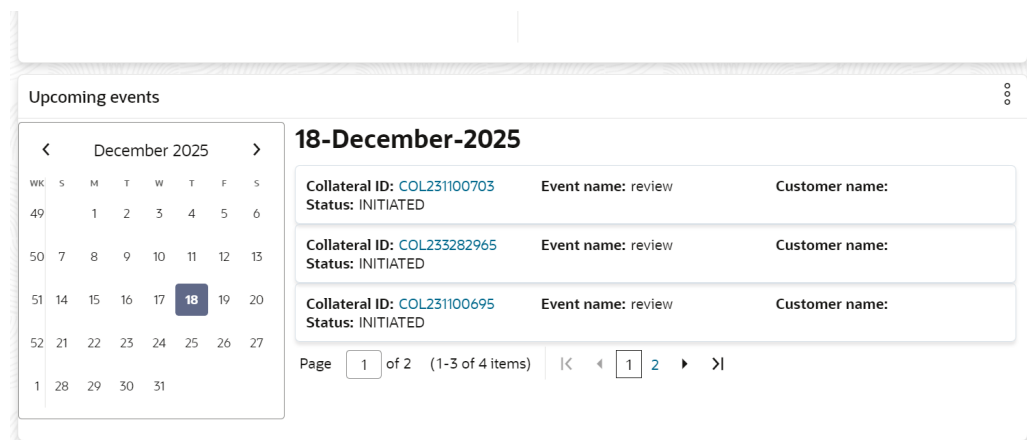 Upcoming events
December 2025
WK S M T W T F S
49 1 2 3 4 5 6
50 7 8 9 10 11 12 13
51 14 15 16 17 18 19 20
52 21 22 23 24 25 26 27
1 28 29 30 31
18-December-2025
Collateral ID: COL231100703 Event name: review Customer name:
Status: INITIATED
Collateral ID: COL233282965 Event name: review Customer name:
Status: INITIATED
Collateral ID: COL231100695 Event name: review Customer name:
Status: INITIATED
Page 1 of 2 (1-3 of 4 items) 1 2